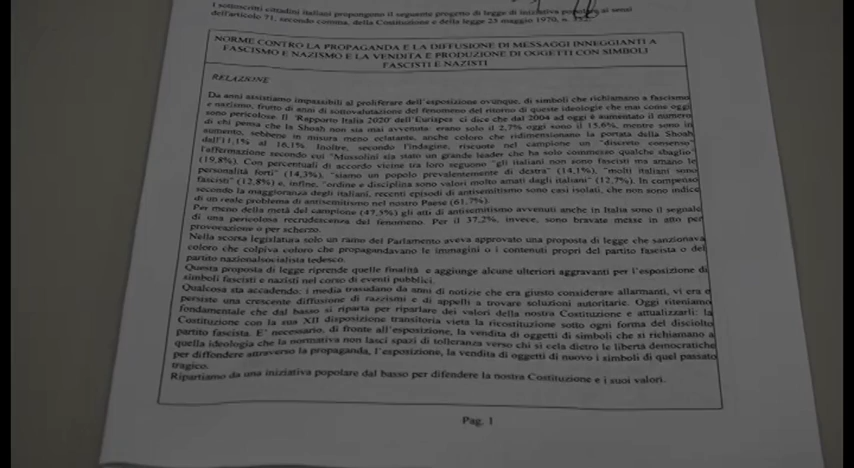 I sottoscritti cittadini italiani propongono il seguente progetto di legge di iniziativa popolare ai sensi
dell'articolo 71, secondo comma, della Costituzione e della legge 25 maggio 1970, n. 352.
NORME CONTRO LA PROPAGANDA E LA DIFFUSIONE DI MESSAGGI INNEGGIANTI A
FASCISMO E NAZISMO E LA VENDITA E PRODUZIONE DI OGGETTI CON SIMBOLI
FASCISTI E NAZISTI
RELAZIONE
Da anni assistiamo impassibili al proliferare dell'esposizione ovunque, di simboli che richiamano a fascismo
e nazismo, frutto di anni di sottovalutazione del fenomeno del ritorno di queste ideologie che mai come oggi
sono pericolose. Il "Rapporto Italia 2020" dell'Eurispes ci dice che dal 2004 ad oggi è aumentato il numero
di chi pensa che la Shoah non sia mai avvenuta: erano solo il 2,7% oggi sono il 15,6%, mentre sono in
aumento, sebbene in misura meno eclatante, anche coloro che ridimensionano la portata della Shoah
dall'11,1% al 16,1%. Inoltre, secondo l'indagine, riscuote nel campione un "discreto consenso"
l'affermazione secondo cui "Mussolini sia stato un grande leader che ha solo commesso qualche sbaglio"
(19,8%). Con percentuali di accordo vicine tra loro seguono "gli italiani non sono fascisti ma amano le
personalità forti" (14,3%), "siamo un popolo prevalentemente di destra" (14,1%), "molti italiani sono
fascisti" (12,8%) e, infine, "ordine e disciplina sono valori molto amati dagli italiani" (12,7%). In compenso
secondo la maggioranza degli italiani, recenti episodi di antisemitismo sono casi isolati, che non sono indice
di un reale problema di antisemitismo nel nostro Paese (61,7%).
Per meno della metà del campione (47,5%) gli atti di antisemitismo avvenuti anche in Italia sono il segnale
di una pericolosa recrudescenza del fenomeno. Per il 37,2%, invece, sono bravate messe in atto per
provocazione o per scherzo.
Nella scorsa legislatura solo un ramo del Parlamento aveva approvato una proposta di legge che sanzionava
coloro che colpiva coloro che propagandavano le immagini o i contenuti propri del partito fascista o del
partito nazionalsocialista tedesco.
Questa proposta di legge riprende quelle finalità e aggiunge alcune ulteriori aggravanti per l'esposizione di
simboli fascisti e nazisti nel corso di eventi pubblici.
Qualcosa sta accadendo: i media trasudano da anni di notizie che era giusto considerare allarmanti, vi era e
persiste una crescente diffusione di razzismi e di appelli a trovare soluzioni autoritarie. Oggi riteniamo
fondamentale che dal basso si riparta per riparlare dei valori della nostra Costituzione e attualizzarli: la
Costituzione con la sua XII disposizione transitoria vieta la ricostituzione sotto ogni forma del disciolto
partito fascista. E' necessario, di fronte all'esposizione, la vendita di oggetti di simboli che si richiamano a
quella ideologia che la normativa non lasci spazi di tolleranza verso chi si cela dietro le libertà democratiche
per diffondere attraverso la propaganda, l'esposizione, la vendita di oggetti di nuovo i simboli di quel passato
tragico.
Ripartiamo da una iniziativa popolare dal basso per difendere la nostra Costituzione e i suoi valori.
Pag. 1